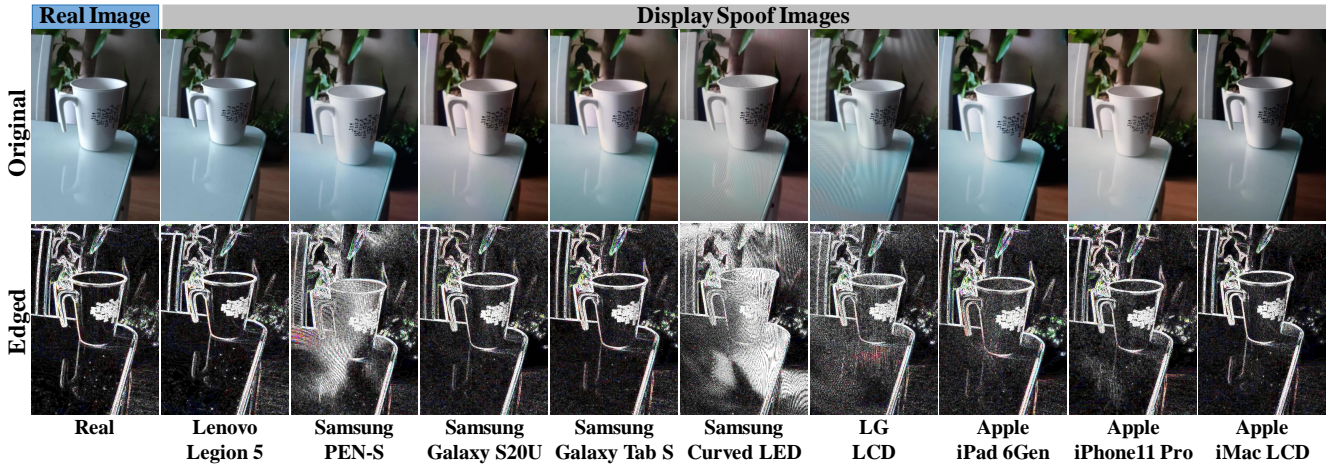 Real Image Display Spoof Images
Original
Edged
Real Lenovo Samsung Samsung Samsung Samsung LG Apple Apple Apple
Legion 5 PEN-S Galaxy S20U Galaxy Tab S Curved LED LCD iPad 6Gen iPhone11 Pro iMac LCD